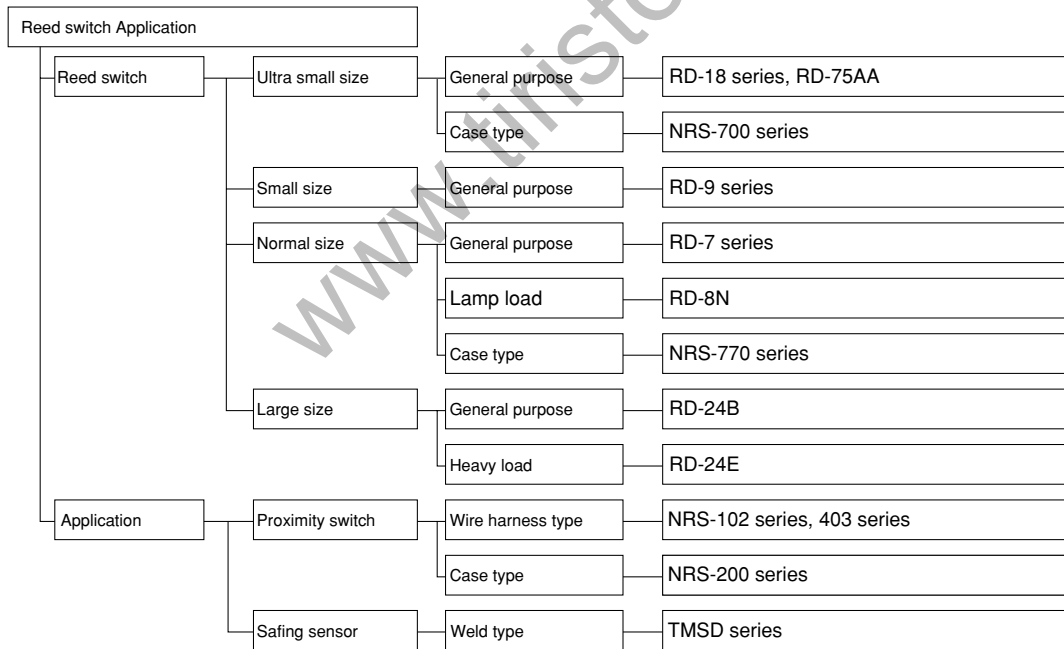 Reed switch Application
Reed switch
Ultra small size
General purpose
RD-18 series, RD-75AA
Case type
NRS-700 series
Small size
General purpose
RD-9 series
Normal size
General purpose
RD-7 series
Lamp load
RD-8N
Case type
NRS-770 series
Large size
General purpose
RD-24B
Heavy load
RD-24E
Application
Proximity switch
Wire harness type
NRS-102 series, 403 series
Case type
NRS-200 series
Safing sensor
Weld type
TMSD series